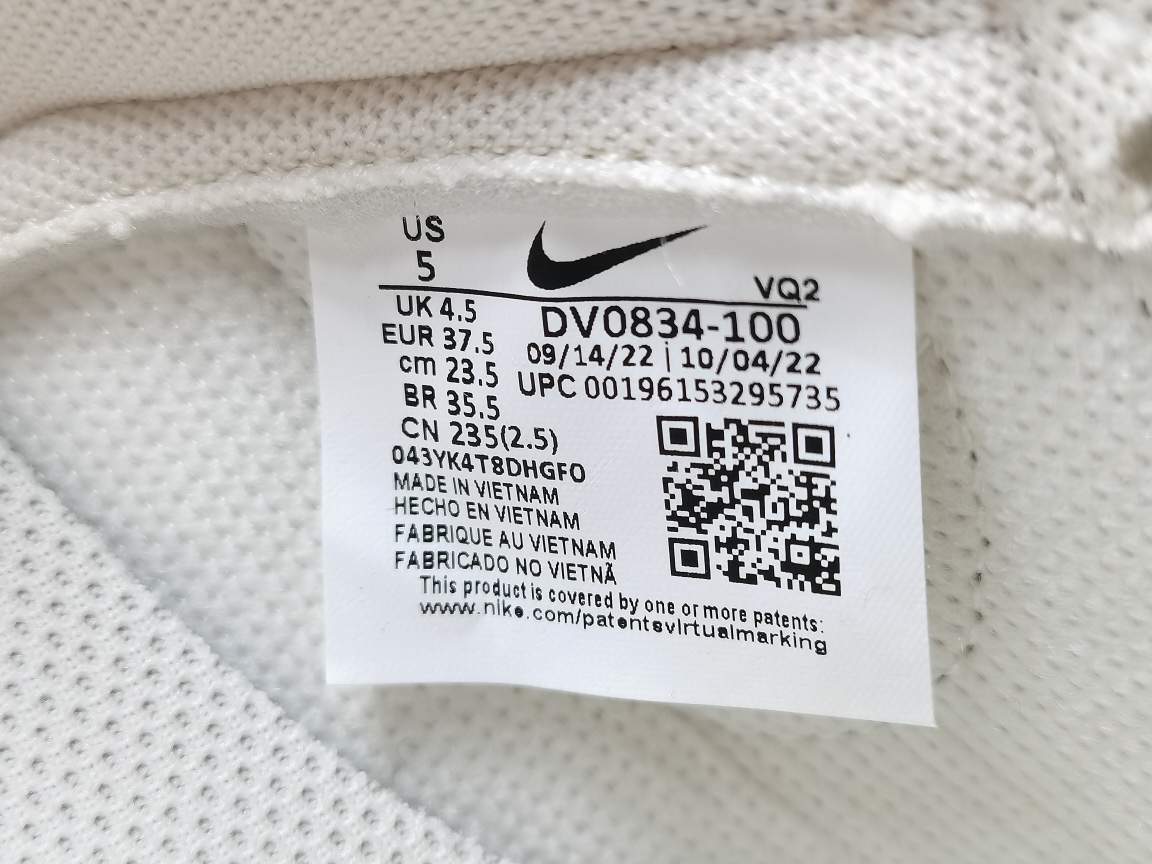 US
5
VQ2
UK 4.5
EUR 37.5
cm 23.5
BR 35.5
CN 235(2.5)
DV0834-100
09/14/22 | 10/04/22
UPC 00196153295735
043YK4T8DHGFO
MADE IN VIETNAM
HECHO EN VIETNAM
FABRIQUE AU VIETNAM
FABRICADO NO VIETNÃ
This product is covered by one or more patents:
www.nike.com/patentsvirtualmarking